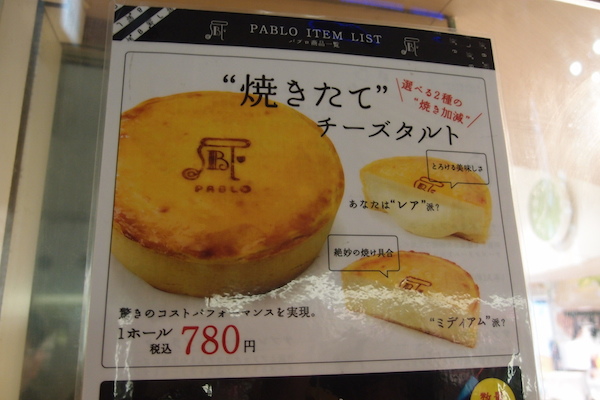 PABLO ITEM LIST
パブロ商品一覧
“焼きたて”
チーズタルト
選べる2種の
“焼き加減”
PABLO
とろける美味しさ
あなたは“レア”派?
絶妙の焼け具合
“ミディアム”派?
驚きのコストパフォーマンスを実現。
1ホール
税込 780円